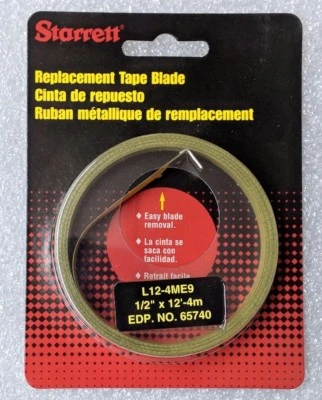 Starrett
Replacement Tape Blade
Cinta de repuesto
Ruban métallique de remplacement
♦ Easy blade
removal.
♦ La cinta se
saca con
facilidad.
♦ Retrait facile
L12-4ME9
1/2" x 12'-4m
EDP. NO. 65740